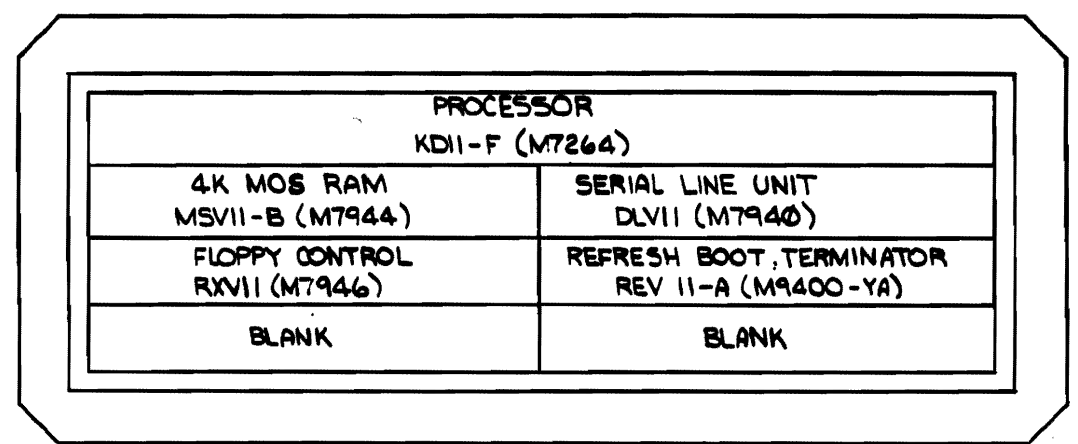 PROCESSOR
KD11-F (M7264)
4K MOS RAM
MSV11-B (M7944)
SERIAL LINE UNIT
DLV11 (M7940)
FLOPPY CONTROL
RXV11 (M7946)
REFRESH BOOT, TERMINATOR
REV 11-A (M9400-YA)
BLANK
BLANK